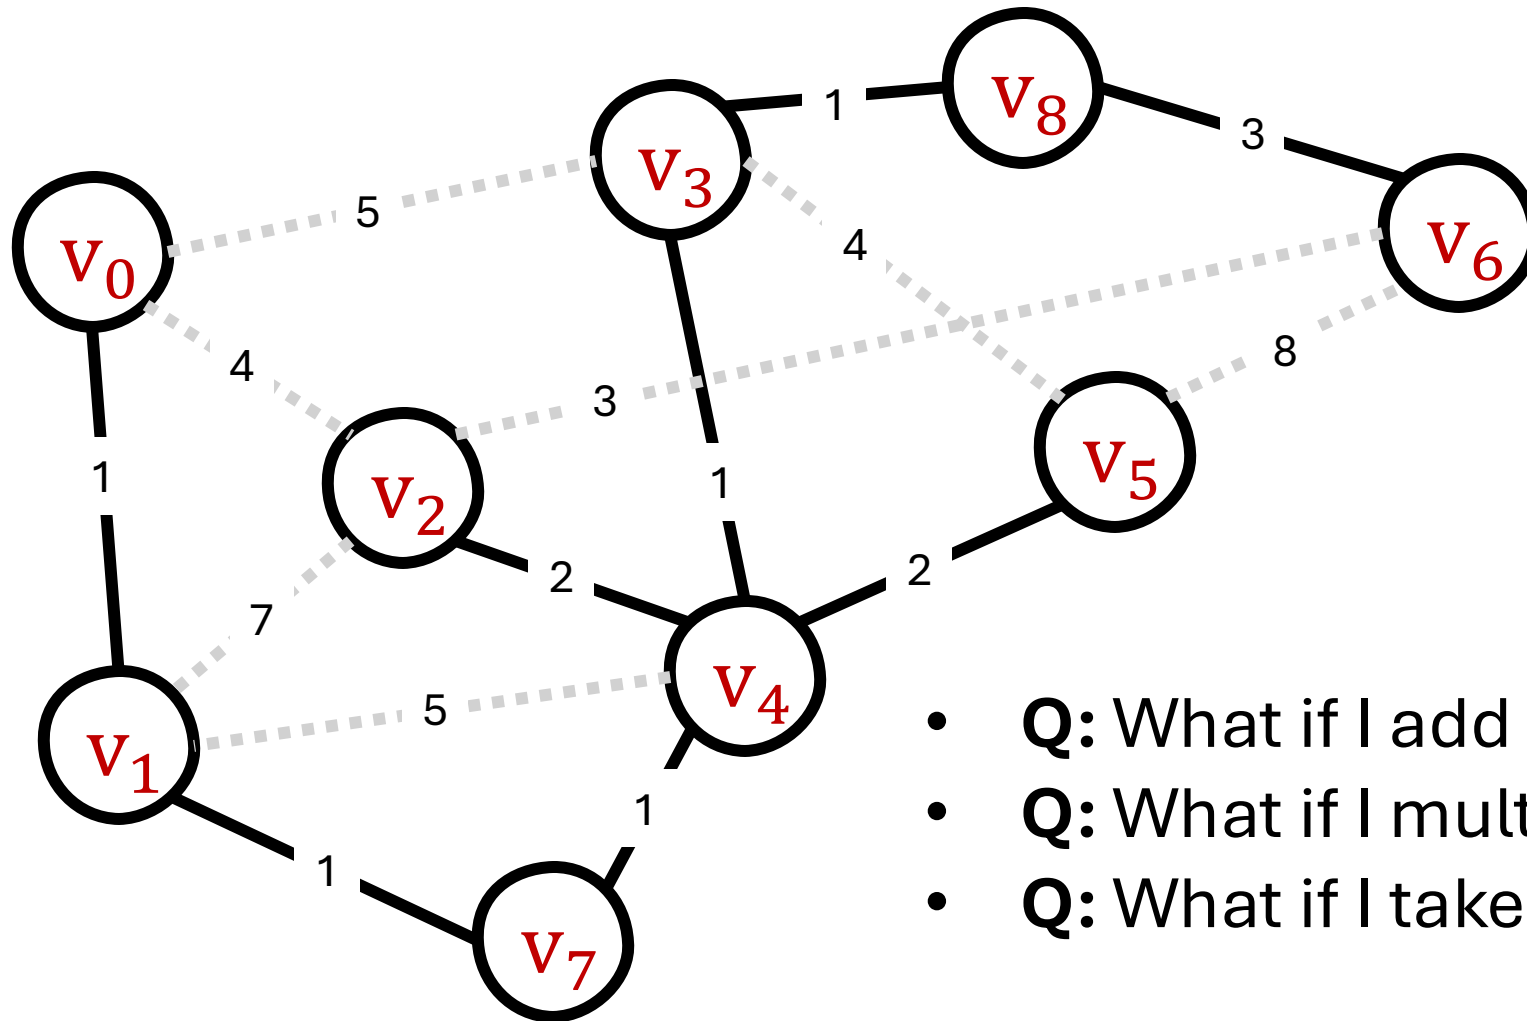 1
v₈
3
v₃
v₆
5
4
v₀
8
4
3
v₅
1
1
v₂
2
2
7
v₄
5
v₁
1
1
v₇
• Q: What if I add
• Q: What if I mult
• Q: What if I take